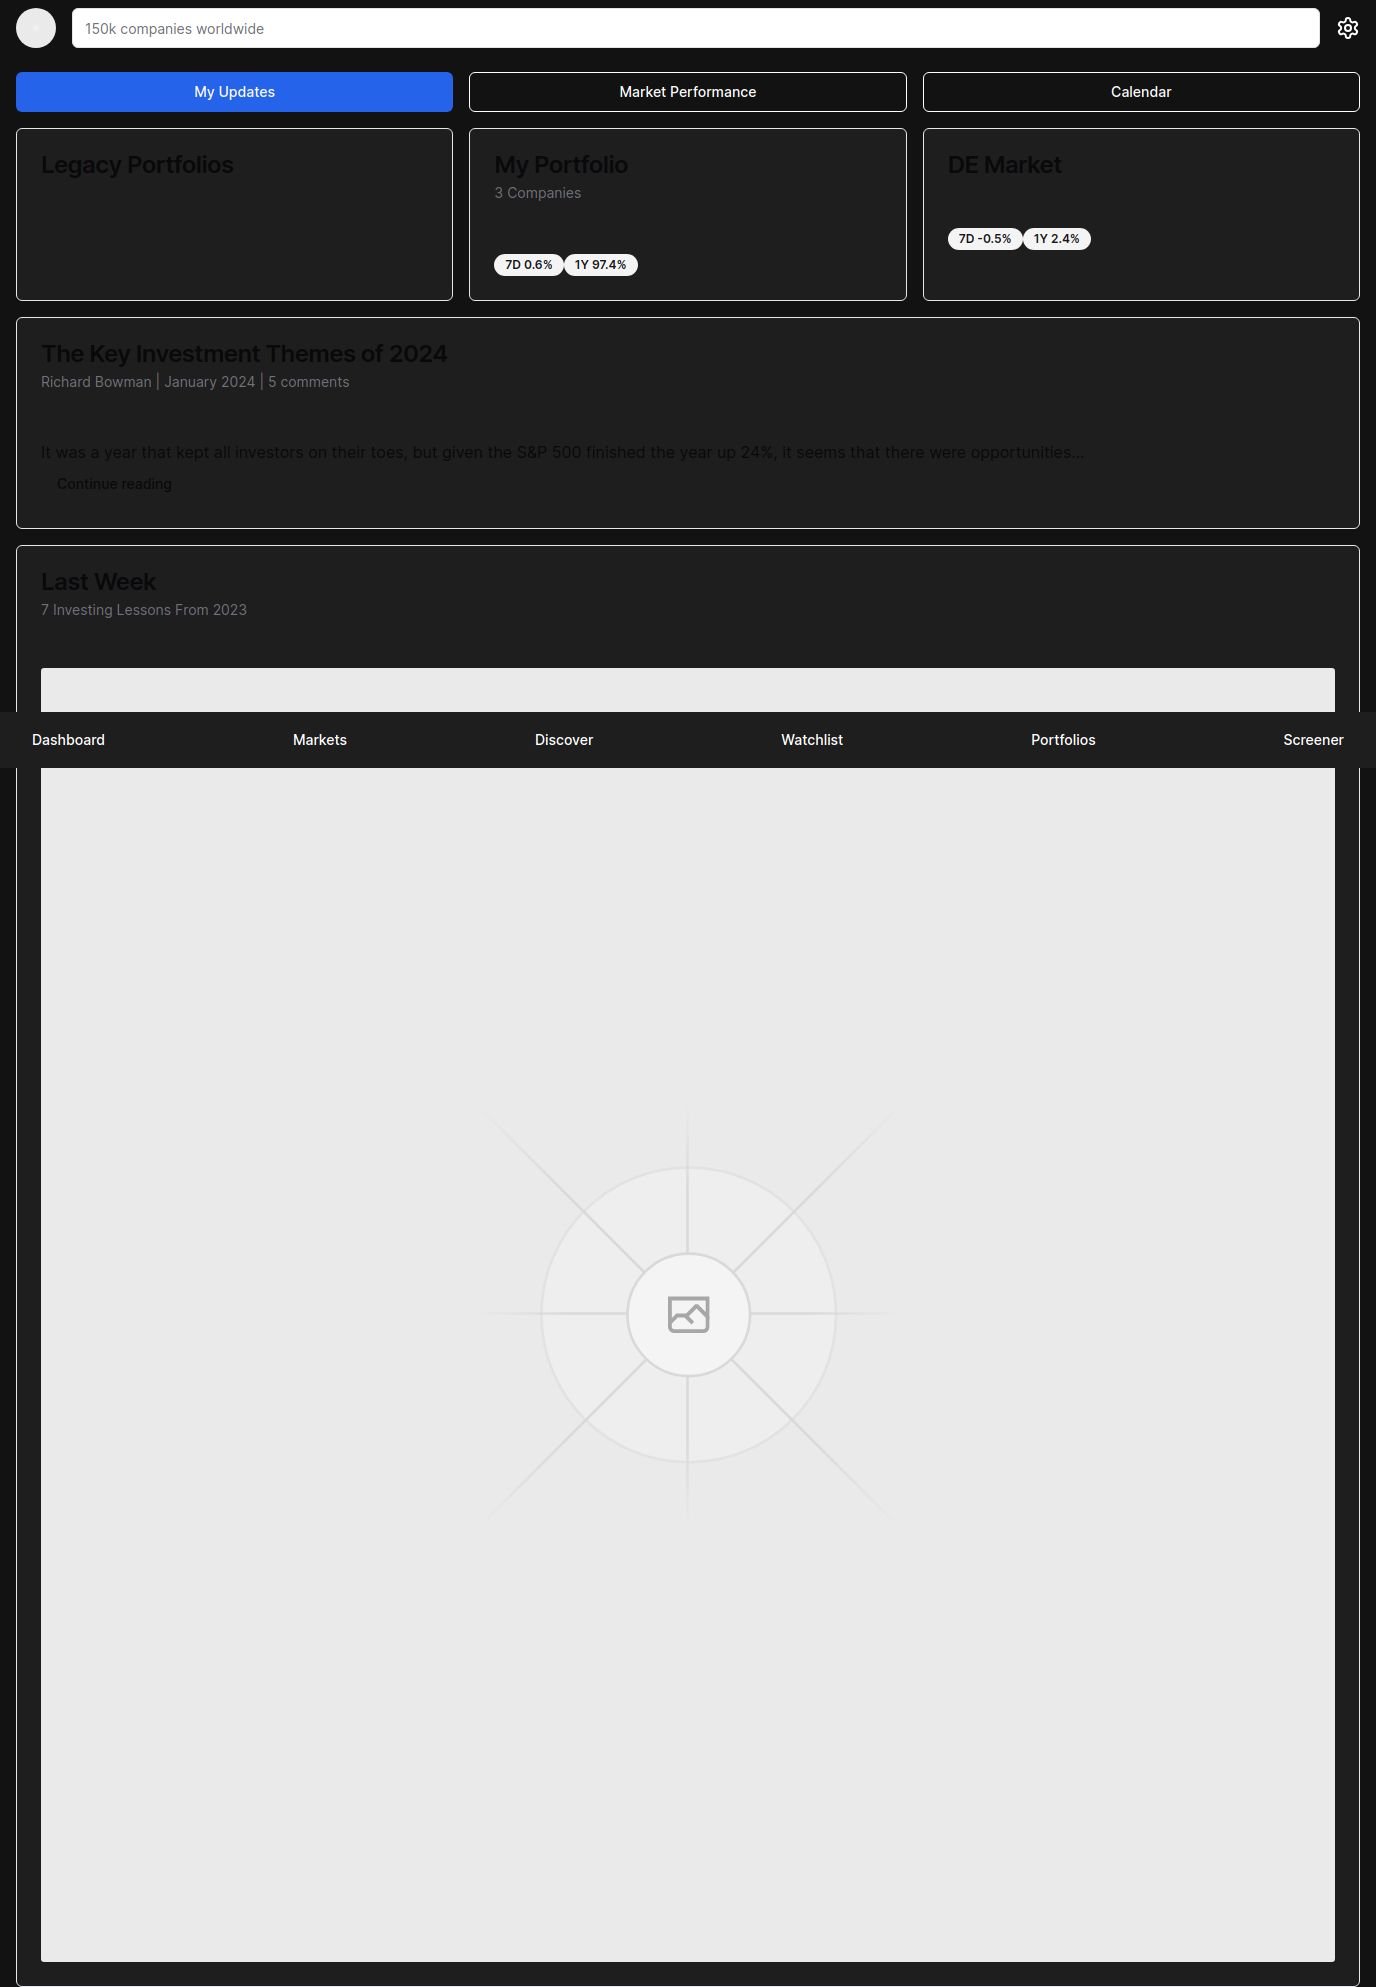 150k companies worldwide
My Updates
Market Performance
Calendar
Legacy Portfolios
My Portfolio
3 Companies
7D 0.6%
1Y 97.4%
DE Market
7D -0.5%
1Y 2.4%
The Key Investment Themes of 2024
Richard Bowman | January 2024 | 5 comments
It was a year that kept all investors on their toes, but given the S&P 500 finished the year up 24%, it seems that there were opportunities...
Continue reading
Last Week
7 Investing Lessons From 2023
Dashboard
Markets
Discover
Watchlist
Portfolios
Screener